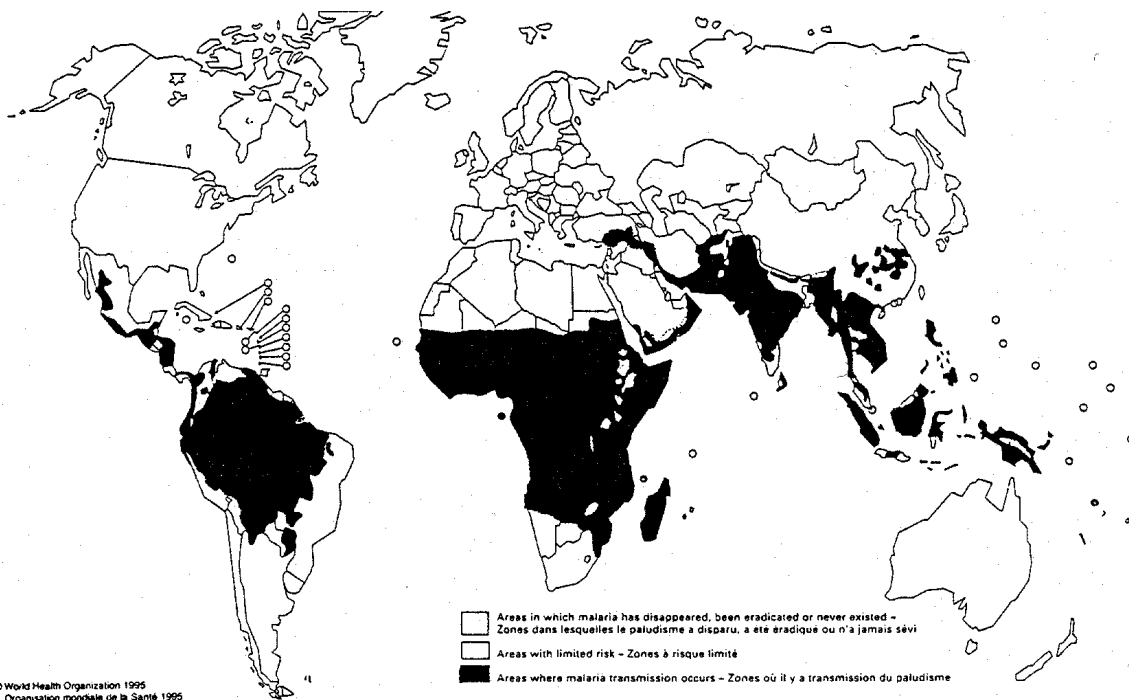 Areas in which malaria has disappeared, been eradicated or never existed –
Zones dans lesquelles le paludisme a disparu, a été éradiqué ou n'a jamais sévi
Areas with limited risk – Zones à risque limité
Areas where malaria transmission occurs – Zones où il y a transmission du paludisme
© World Health Organization 1995
Organisation mondiale de la Santé 1995